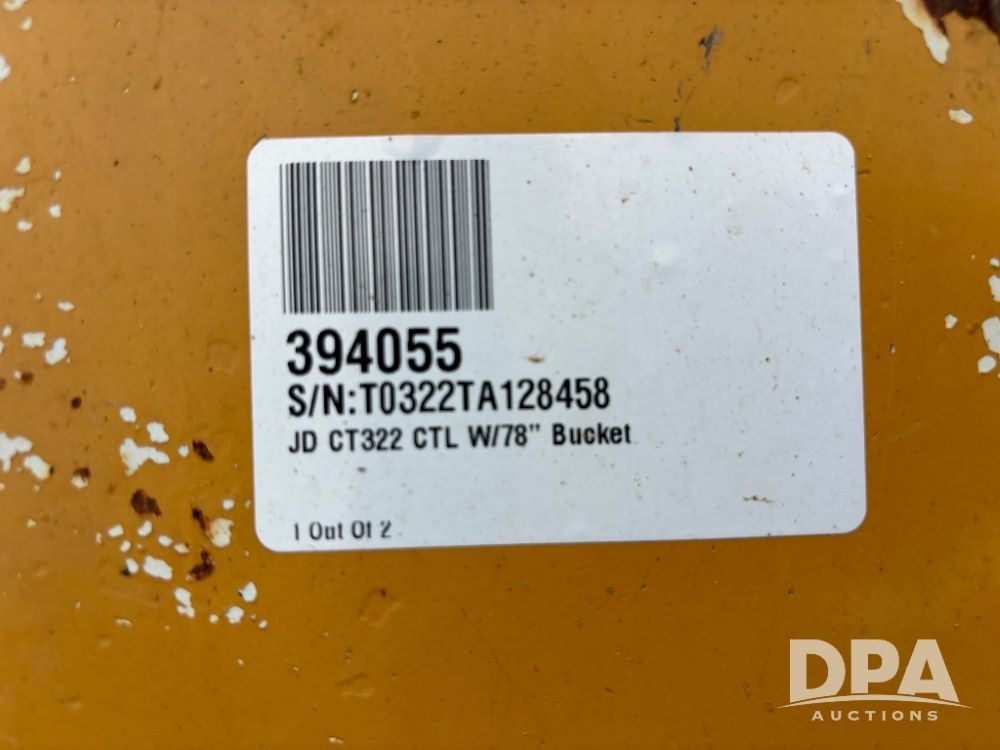 394055
S/N:T0322TA128458
JD CT322 CTL W/78" Bucket
1 Out Of 2
DPA
AUCTIONS